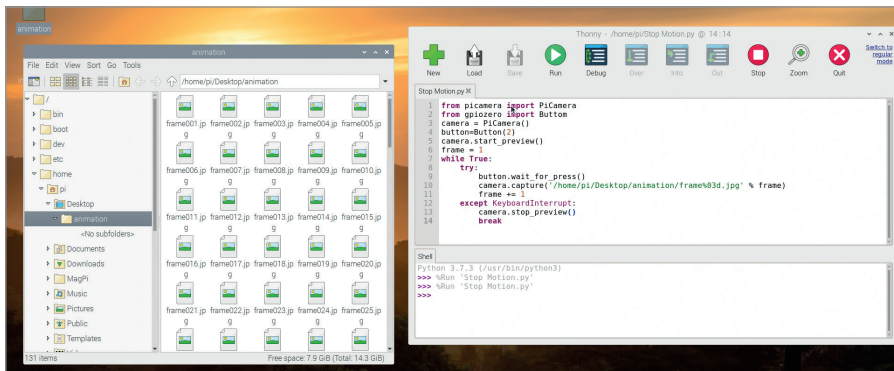 animation
animation
File Edit View Sort Go Tools
/home/pi/Desktop/animation
/
bin
boot
dev
etc
home
pi
Desktop
animation
<No subfolders>
Documents
Downloads
MagPi
Music
Pictures
Public
Templates
frame001.jp frame002.jp frame003.jp frame004.jp frame005.jp
g g g g g
frame006.jp frame007.jp frame008.jp frame009.jp frame010.jp
g g g g g
frame011.jp frame012.jp frame013.jp frame014.jp frame015.jp
g g g g g
frame016.jp frame017.jp frame018.jp frame019.jp frame020.jp
g g g g g
frame021.jp frame022.jp frame023.jp frame024.jp frame025.jp
g g g g g
131 items
Free space: 7.9 GiB (Total: 14.3 GiB)
Thonny - /home/pi/Stop Motion.py @ 14:14
New Load Save Run Debug Over Into Out Stop Zoom Quit
Switch to
regular
mode
Stop Motion.py
1 from picamera import PiCamera
2 from gpiozero import Buttom
3 camera = PiCamera()
4 button=Button(2)
5 camera.start_preview()
6 frame = 1
7 while True:
8 try:
9 button.wait_for_press()
10 camera.capture('/home/pi/Desktop/animation/frame%03d.jpg' % frame)
11 frame += 1
12 except KeyboardInterrupt:
13 camera.stop_preview()
14 break
Shell
Python 3.7.3 (/usr/bin/python3)
>>> %Run 'Stop Motion.py'
>>> %Run 'Stop Motion.py'
>>>